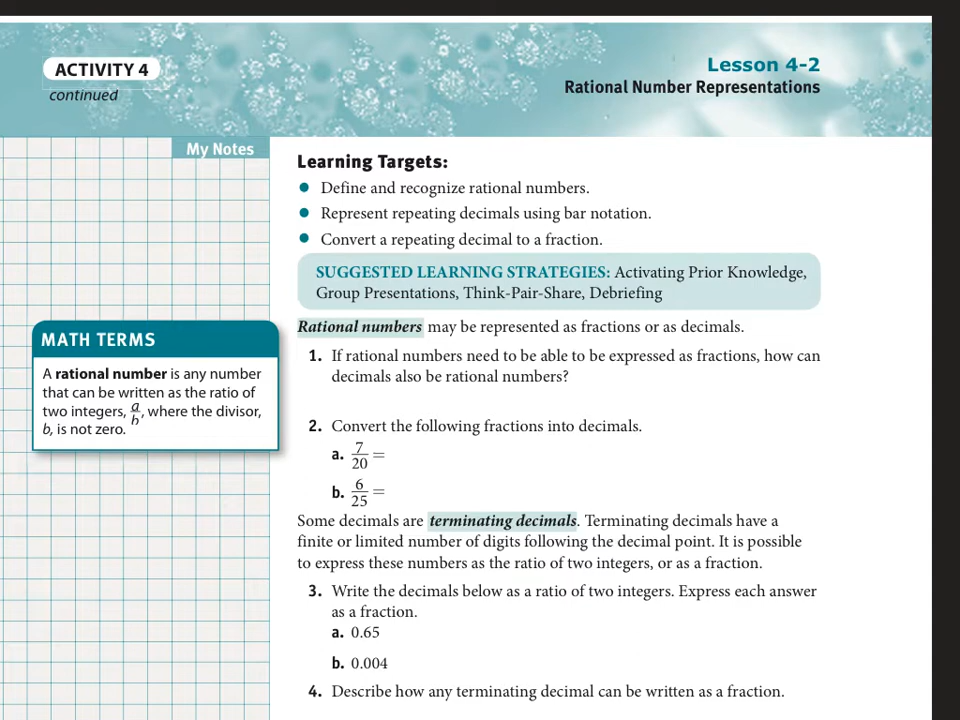 ACTIVITY 4
continued
Lesson 4-2
Rational Number Representations
My Notes
Learning Targets:
• Define and recognize rational numbers.
• Represent repeating decimals using bar notation.
• Convert a repeating decimal to a fraction.
SUGGESTED LEARNING STRATEGIES: Activating Prior Knowledge,
Group Presentations, Think-Pair-Share, Debriefing
Rational numbers may be represented as fractions or as decimals.
1. If rational numbers need to be able to be expressed as fractions, how can
decimals also be rational numbers?
MATH TERMS
A rational number is any number
that can be written as the ratio of
two integers, a/b, where the divisor,
b, is not zero.
2. Convert the following fractions into decimals.
a. 7/20 =
b. 6/25 =
Some decimals are terminating decimals. Terminating decimals have a
finite or limited number of digits following the decimal point. It is possible
to express these numbers as the ratio of two integers, or as a fraction.
3. Write the decimals below as a ratio of two integers. Express each answer
as a fraction.
a. 0.65
b. 0.004
4. Describe how any terminating decimal can be written as a fraction.